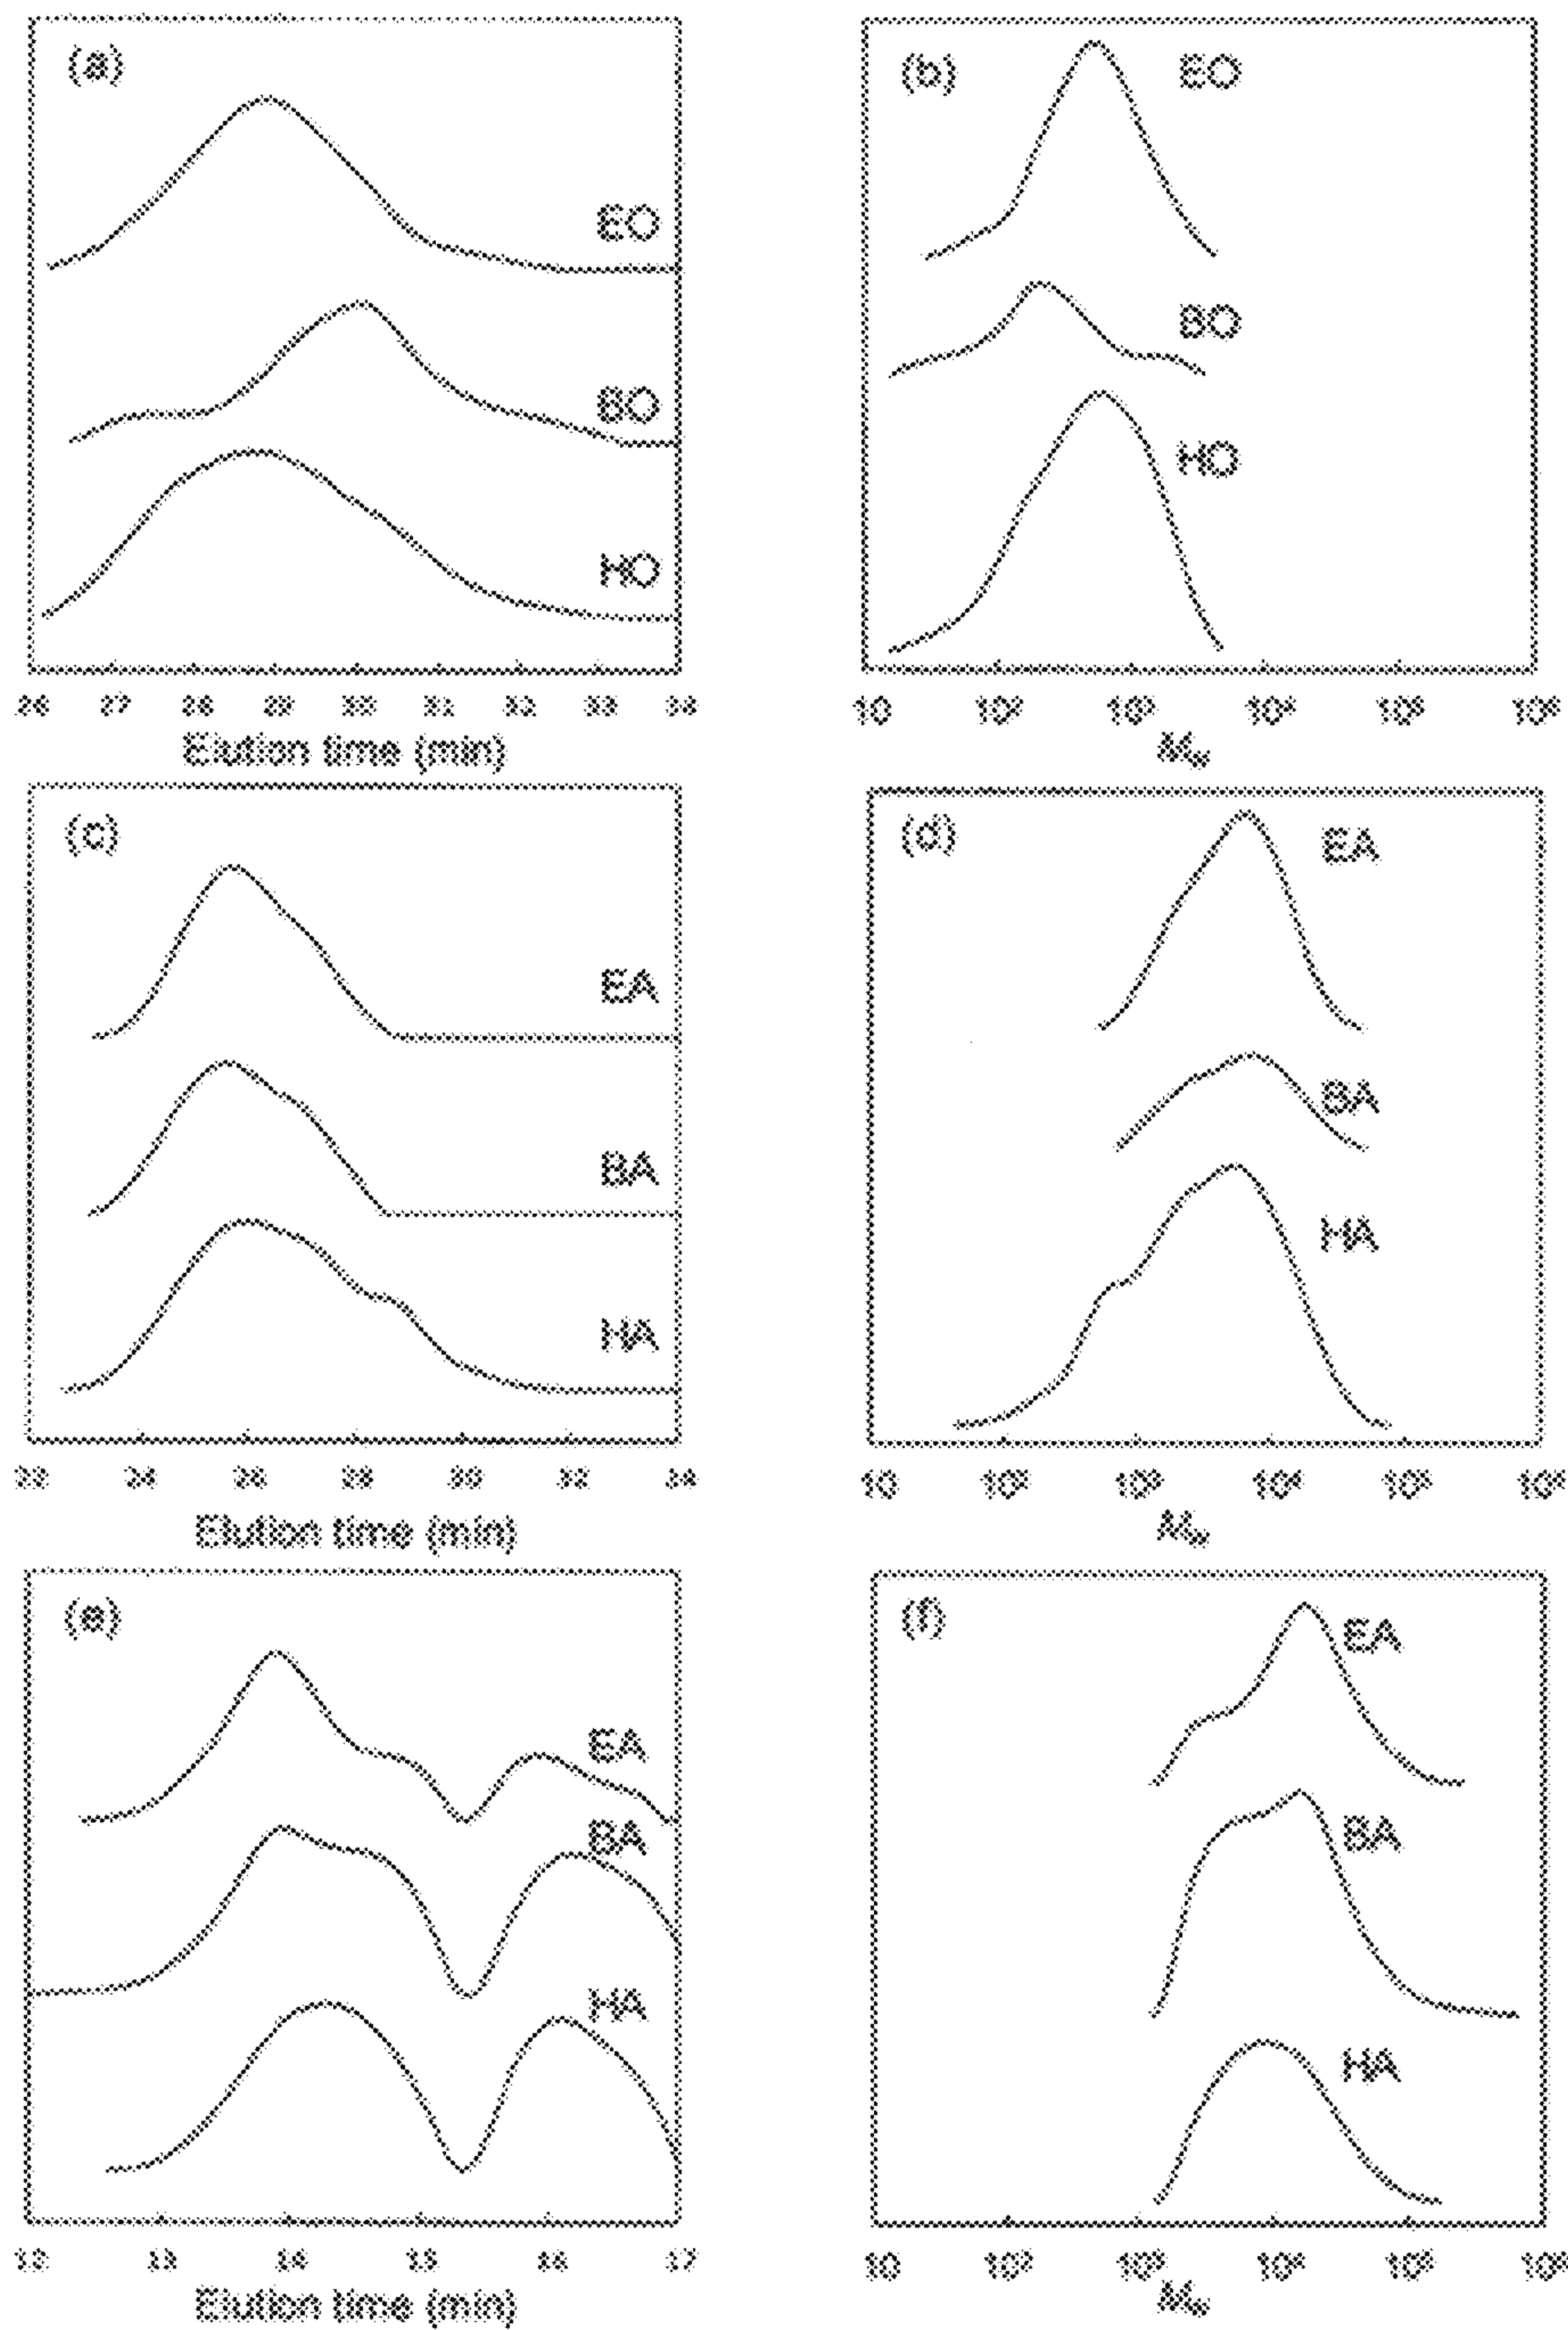 (a)
EO
BO
HO
26 27 28 29 30 31 32 33 34
Elution time (min)
(b)
EO
BO
HO
10 10² 10³ 10⁴ 10⁵ 10⁶
Mw
(c)
EA
BA
HA
22 24 26 28 30 32 34
Elution time (min)
(d)
EA
BA
HA
10 10² 10³ 10⁴ 10⁵ 10⁶
Mw
(e)
EA
BA
HA
12 13 14 15 16 17
Elution time (min)
(f)
EA
BA
HA
10 10² 10³ 10⁴ 10⁵ 10⁶
Mw